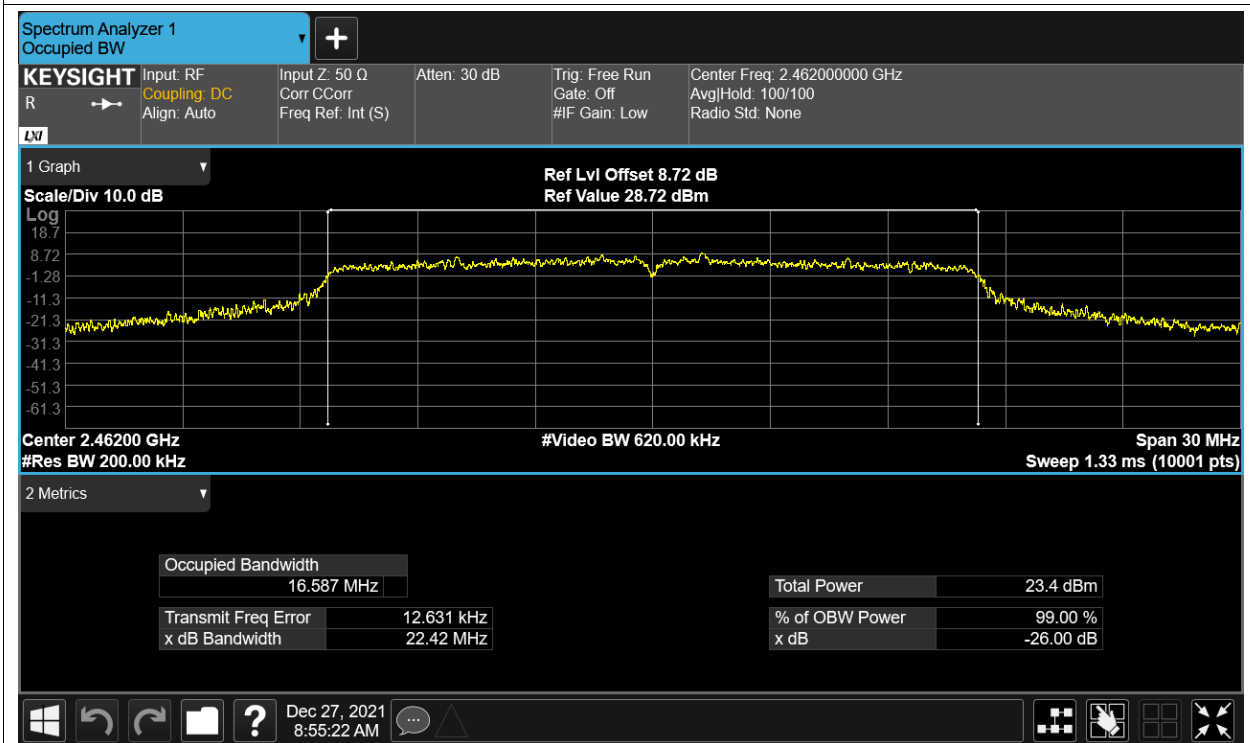 Spectrum Analyzer 1
Occupied BW
KEYSIGHT
R
LXI
Input: RF
Coupling: DC
Align: Auto
Input Z: 50 Ω
Corr CCorr
Freq Ref: Int (S)
Atten: 30 dB
Trig: Free Run
Gate: Off
#IF Gain: Low
Center Freq: 2.462000000 GHz
Avg|Hold: 100/100
Radio Std: None
1 Graph
Scale/Div 10.0 dB
Ref Lvl Offset 8.72 dB
Ref Value 28.72 dBm
Log
18.7
8.72
-1.28
-11.3
-21.3
-31.3
-41.3
-51.3
-61.3
Center 2.46200 GHz
#Video BW 620.00 kHz
Span 30 MHz
#Res BW 200.00 kHz
Sweep 1.33 ms (10001 pts)
2 Metrics
Occupied Bandwidth
16.587 MHz
Transmit Freq Error 12.631 kHz
x dB Bandwidth 22.42 MHz
Total Power 23.4 dBm
% of OBW Power 99.00 %
x dB -26.00 dB
?
Dec 27, 2021
8:55:22 AM